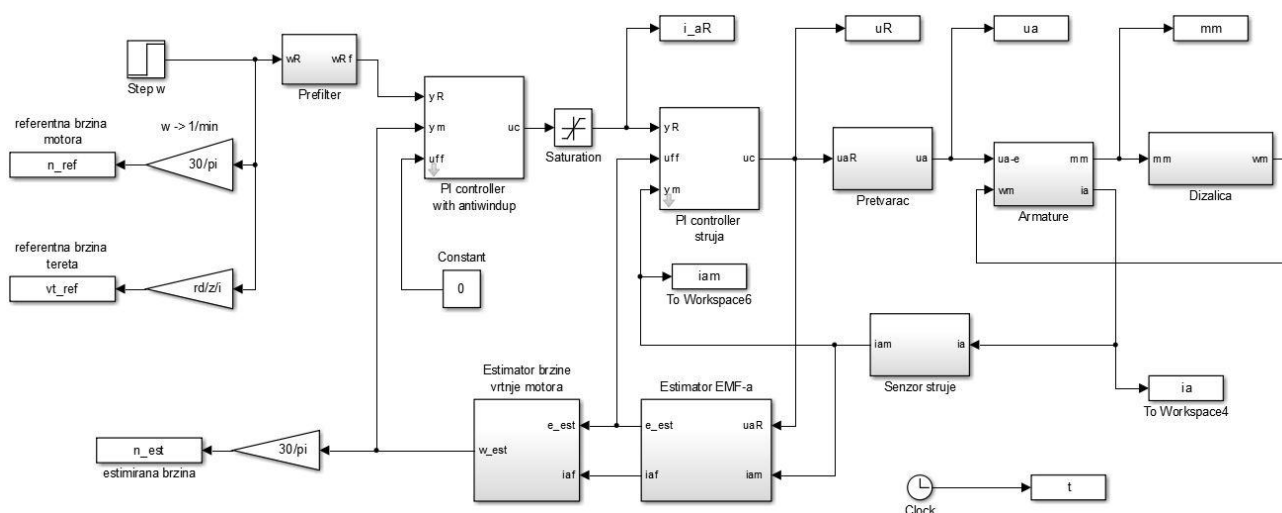 i_aR
uR
ua
mm
Step w
wR
wRf
Prefilter
yR
ym
uff
uc
PI controller
with antiwindup
Saturation
yR
uff
ym
uc
PI controller
struja
uaR
ua
Pretvarac
ua-e
wm
mm
ia
Armature
mm
wm
Dizalica
referentna brzina
motora
n_ref
w -> 1/min
30/pi
referentna brzina
tereta
vt_ref
rd/z/i
Constant
0
iam
To Workspace6
iam
ia
Senzor struje
ia
To Workspace4
Estimator brzine
vrtnje motora
e_est
w_est
iaf
Estimator EMF-a
e_est
uaR
iaf
iam
n_est
estimirana brzina
30/pi
Clock
t